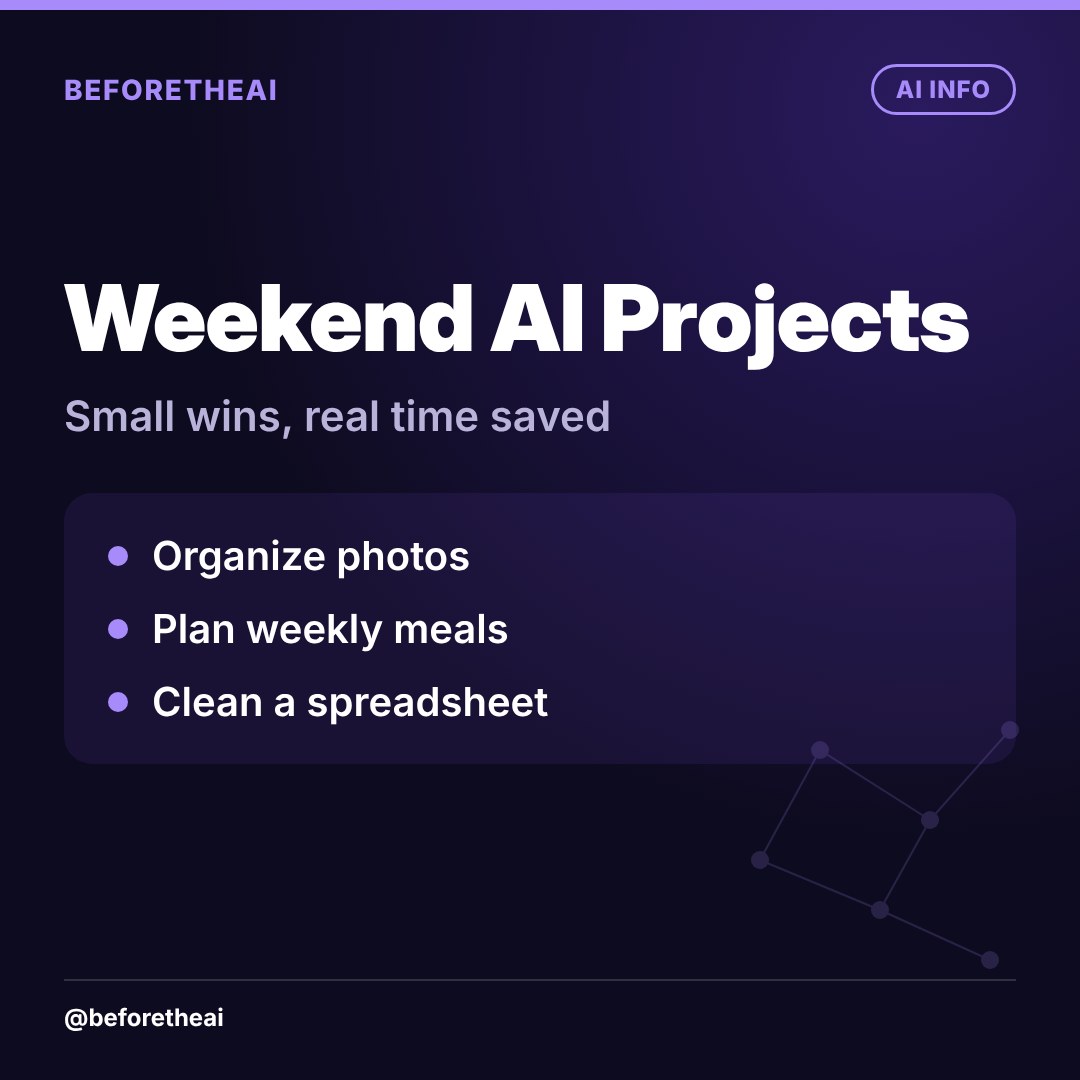 BEFORETHEAI
AI INFO
Weekend AI Projects
Small wins, real time saved
Organize photos
Plan weekly meals
Clean a spreadsheet
@beforetheai